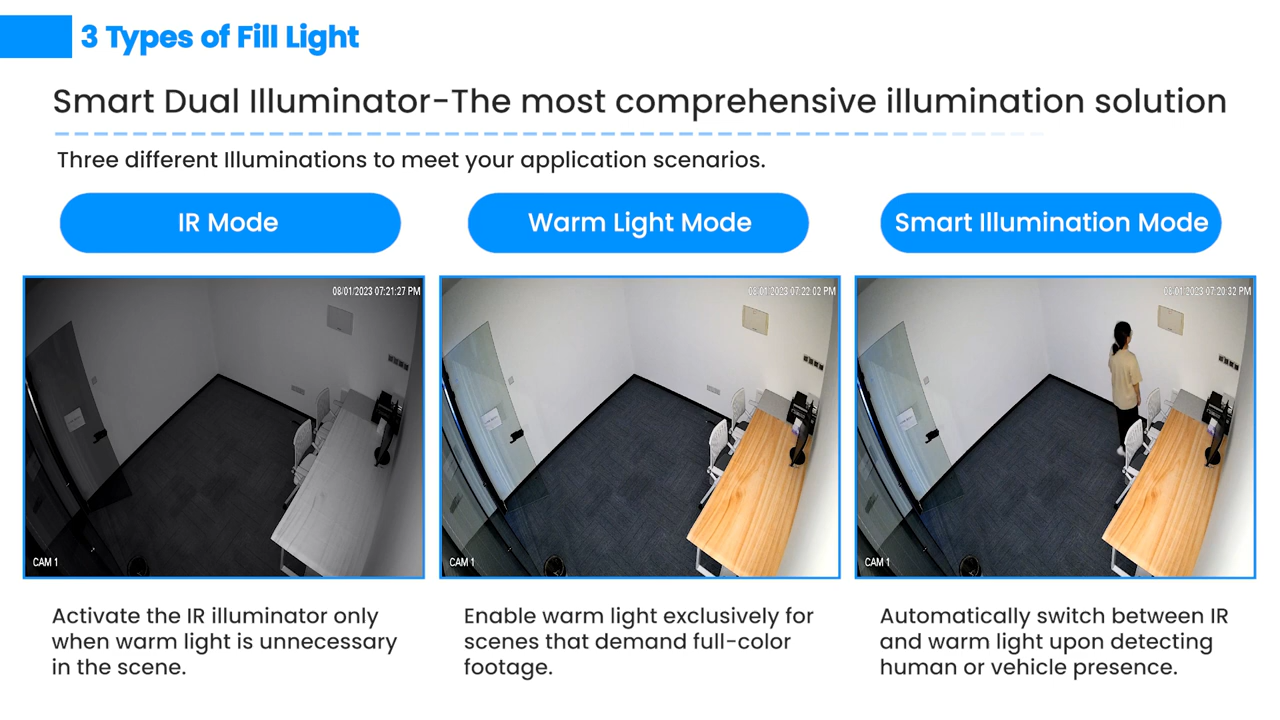 3 Types of Fill Light
Smart Dual Illuminator-The most comprehensive illumination solution
Three different Illuminations to meet your application scenarios.
IR Mode
Warm Light Mode
Smart Illumination Mode
08/01/2023 07:21:27 PM
CAM 1
08/01/2023 07:22:02 PM
CAM 1
08/01/2023 07:20:32 PM
CAM 1
Activate the IR illuminator only
when warm light is unnecessary
in the scene.
Enable warm light exclusively for
scenes that demand full-color
footage.
Automatically switch between IR
and warm light upon detecting
human or vehicle presence.